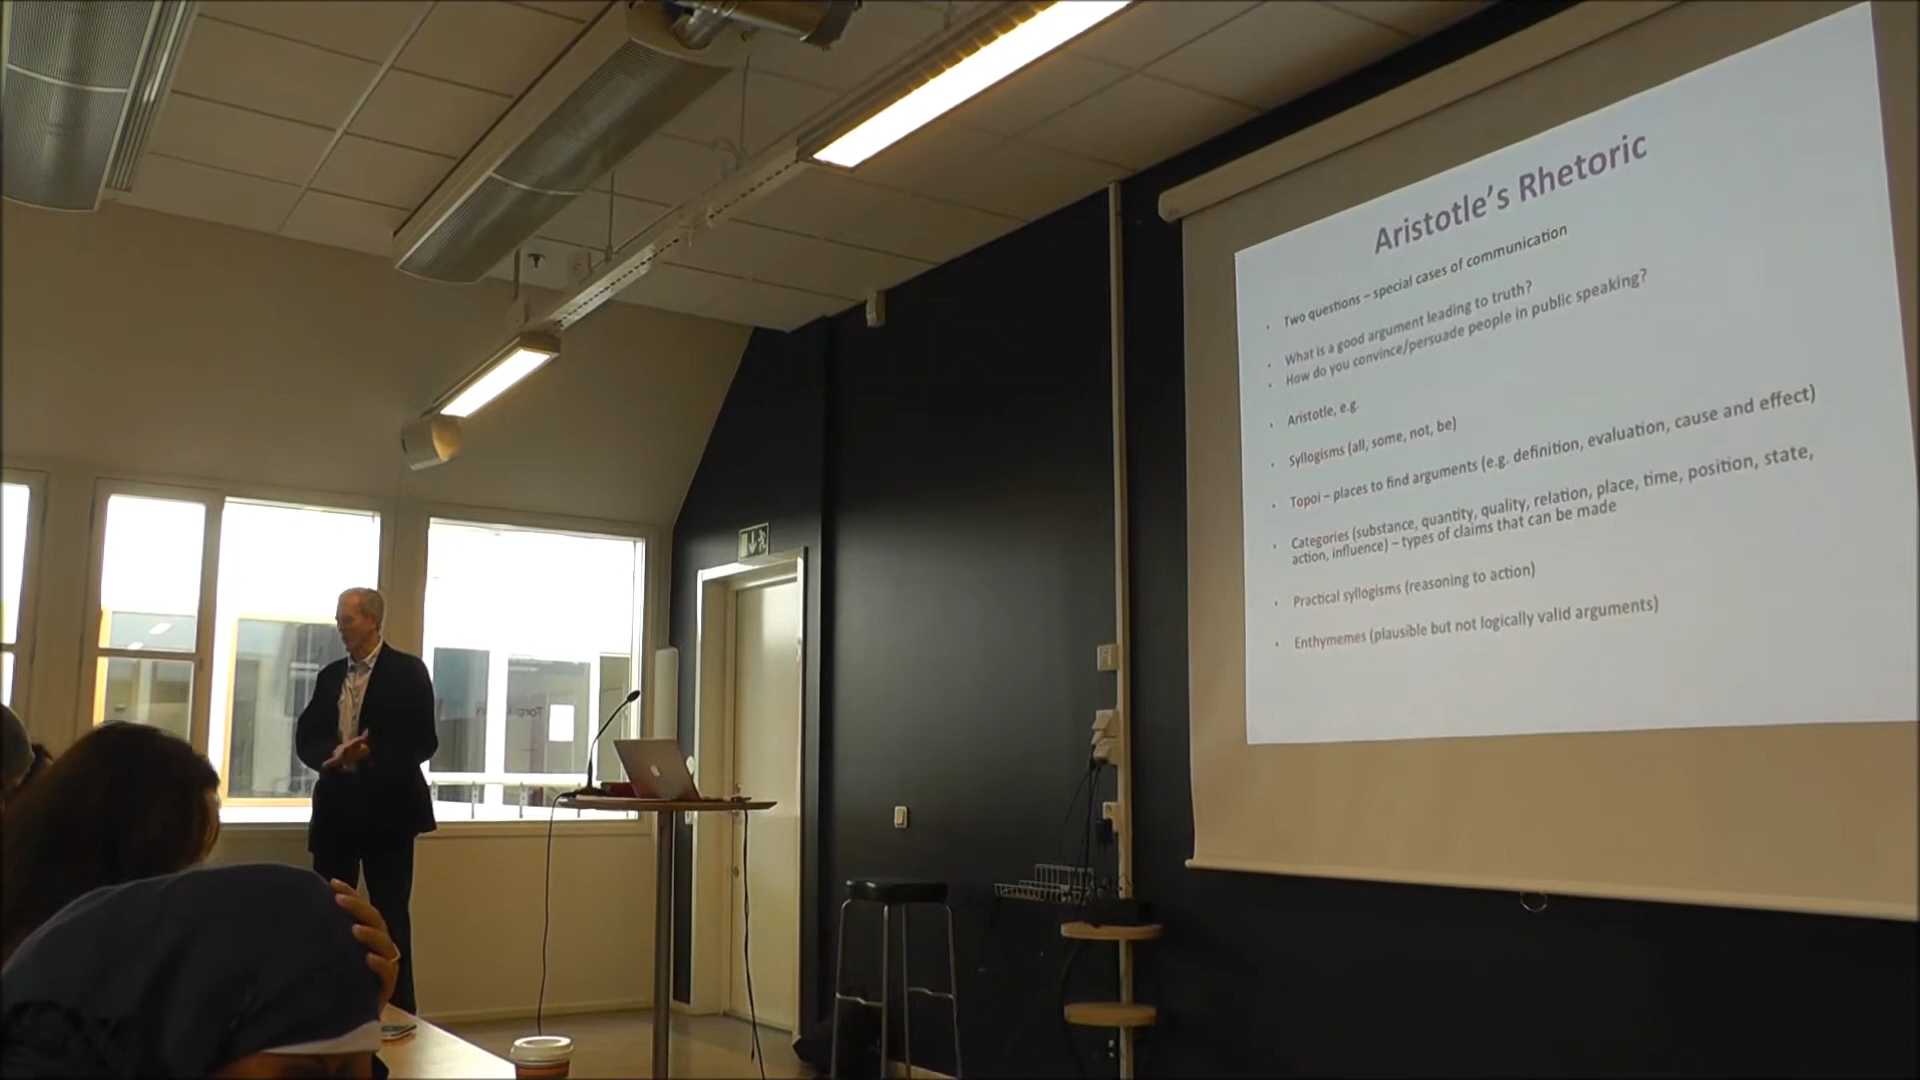 Aristotle's Rhetoric
• Two questions – special cases of communication
• What is a good argument leading to truth?
• How do you convince/persuade people in public speaking?
• Aristotle, e.g.
• Syllogisms (all, some, not, be)
• Topoi – places to find arguments (e.g. definition, evaluation, cause and effect)
• Categories (substance, quantity, quality, relation, place, time, position, state,
action, influence) – types of claims that can be made
• Practical syllogisms (reasoning to action)
• Enthymemes (plausible but not logically valid arguments)